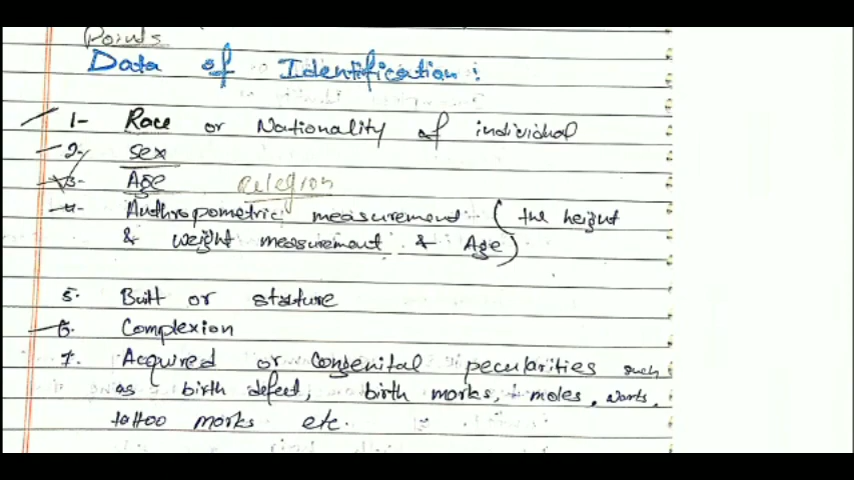 Points
Data of Identification:
1- Race or Nationality of individual
2- Sex
3- Age Relegion
4- Anthropometric measurement (the height
& weight measurement & Age)
5. Built or stature
6. Complexion
7. Acquired or Congenital pecularities such
as birth defect, birth marks, moles, warts,
tattoo marks etc.